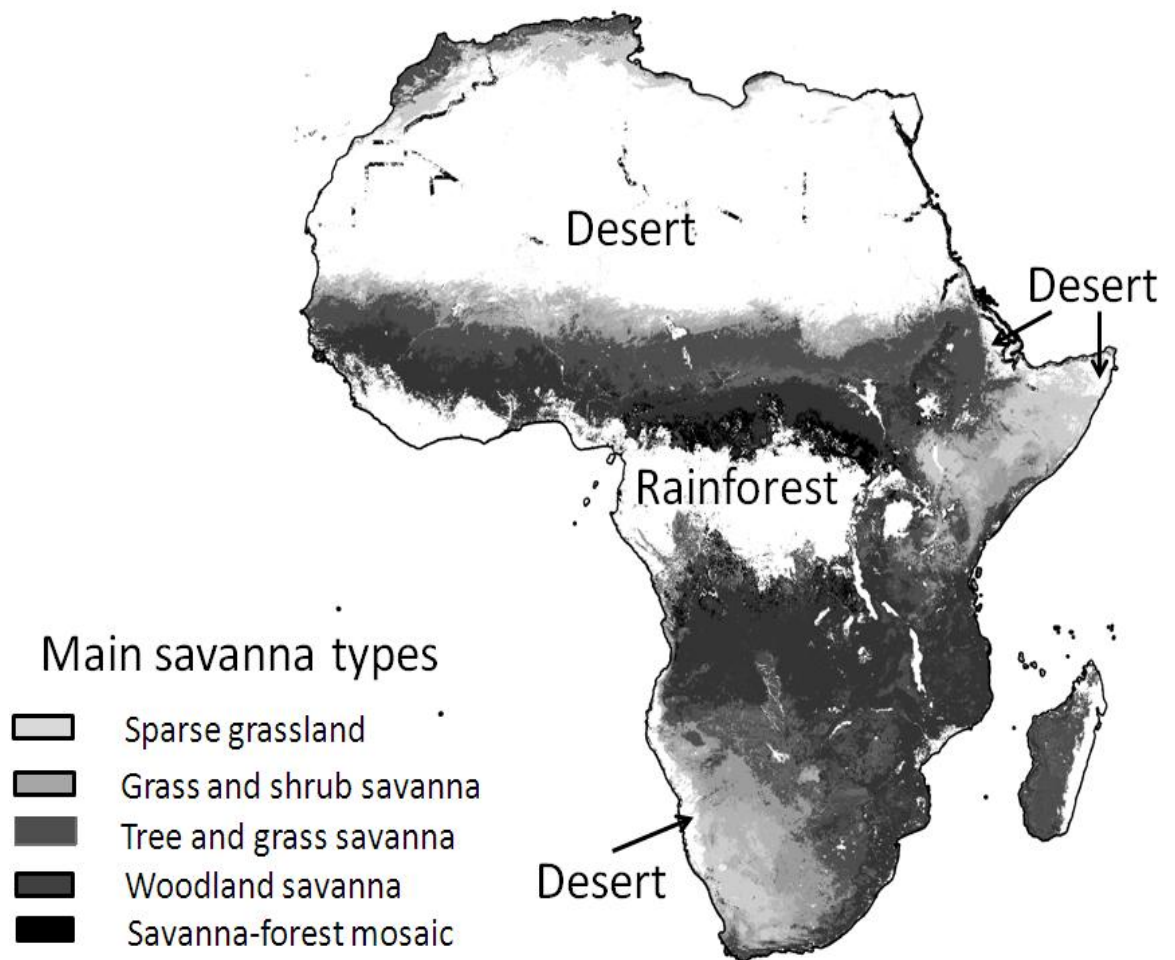 Desert
Desert
Rainforest
Desert
Main savanna types
Sparse grassland
Grass and shrub savanna
Tree and grass savanna
Woodland savanna
Savanna-forest mosaic